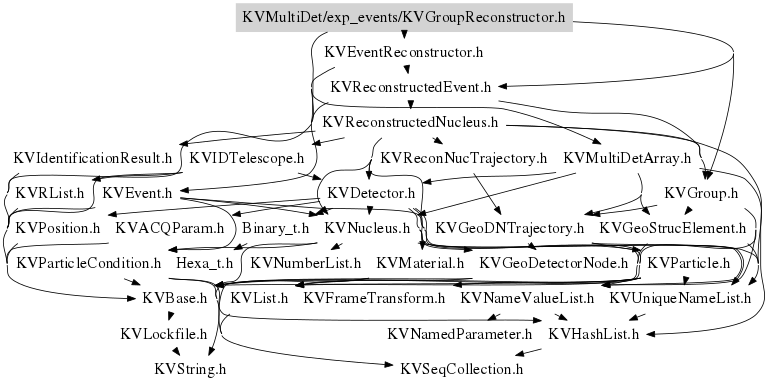 KVMultiDet/exp_events/KVGroupReconstructor.h
KVEventReconstructor.h
KVReconstructedEvent.h
KVReconstructedNucleus.h
KVIdentificationResult.h KVIDTelescope.h KVReconNucTrajectory.h KVMultiDetArray.h
KVRList.h KVEvent.h KVDetector.h KVGroup.h
KVPosition.h KVACQParam.h Binary_t.h KVNucleus.h KVGeoDNTrajectory.h KVGeoStrucElement.h
KVParticleCondition.h Hexa_t.h KVNumberList.h KVMaterial.h KVGeoDetectorNode.h KVParticle.h
KVBase.h KVList.h KVFrameTransform.h KVNameValueList.h KVUniqueNameList.h
KVLockfile.h KVNamedParameter.h KVHashList.h
KVString.h KVSeqCollection.h